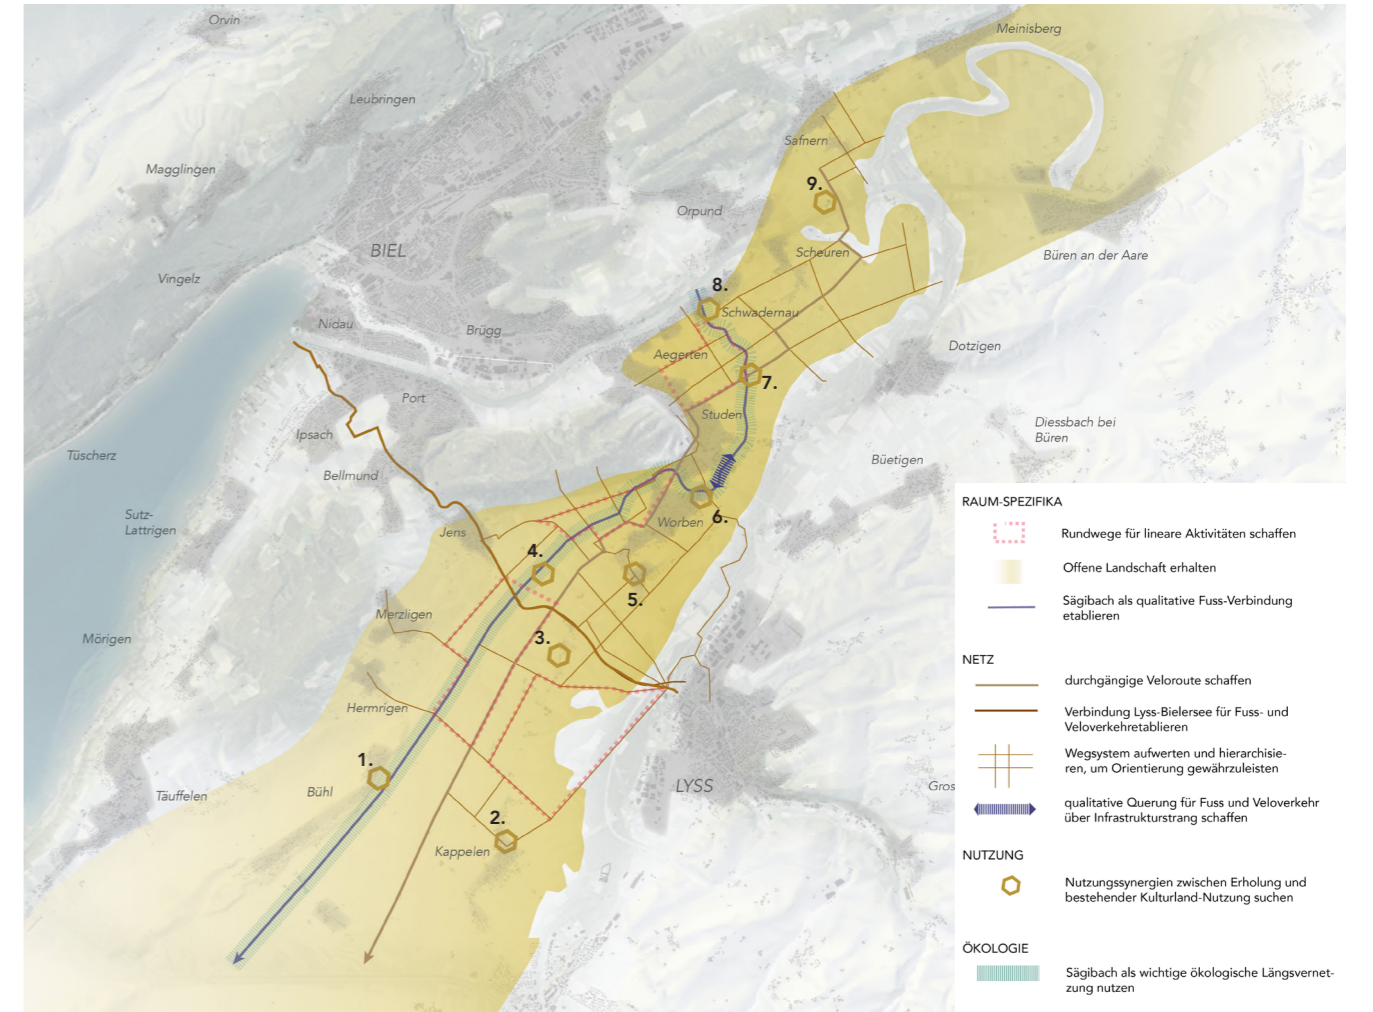 Orvin
Meinisberg
Leubringen
Safnern
Magglingen
9.
Orpund
BIEL
Scheuren
Büren an der Aare
Vingelz
8.
Schwadernau
Nidau
Brügg
Dotzigen
Aegerten
7.
Port
Studen
Diessbach bei
Büren
Ipsach
Tüscherz
Büetigen
Bellmund
Sutz-
Lattrigen
6.
Worben
Jens
4.
5.
Merzligen
3.
Mörigen
Hermrigen
1.
LYSS
Gros
Täuffelen
Bühl
2.
Kappelen
RAUM-SPEZIFIKA
Rundwege für lineare Aktivitäten schaffen
Offene Landschaft erhalten
Sägibach als qualitative Fuss-Verbindung
etablieren
NETZ
durchgängige Veloroute schaffen
Verbindung Lyss-Bielersee für Fuss- und
Veloverkehretablieren
Wegsystem aufwerten und hierarchisie-
ren, um Orientierung gewährzuleisten
qualitative Querung für Fuss und Veloverkehr
über Infrastrukturstrang schaffen
NUTZUNG
Nutzungssynergien zwischen Erholung und
bestehender Kulturland-Nutzung suchen
ÖKOLOGIE
Sägibach als wichtige ökologische Längsvernet-
zung nutzen